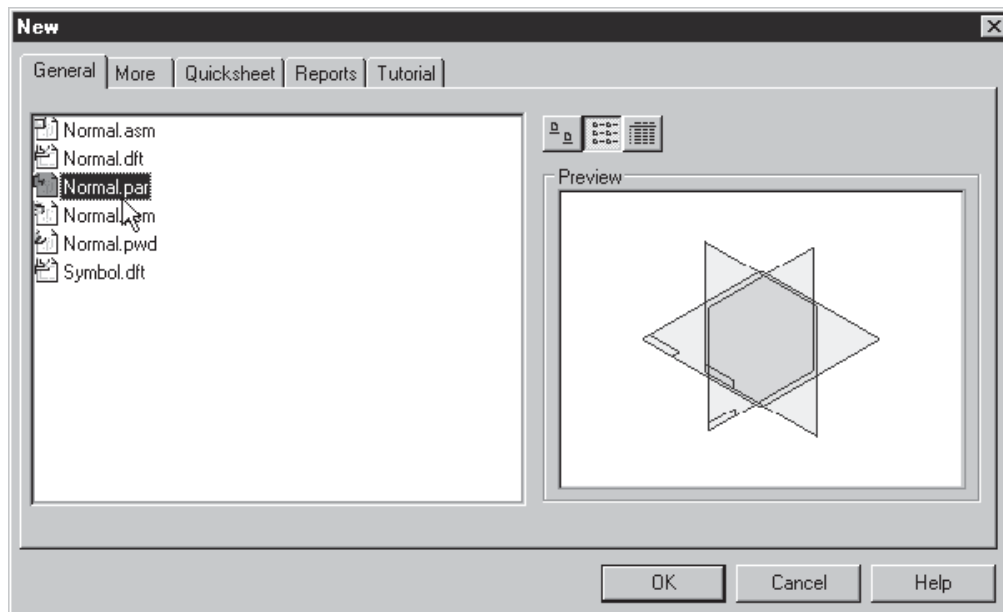 New
General More Quicksheet Reports Tutorial
Normal.asm
Normal.dft
Normal.par
Normal.pwd
Symbol.dft
Preview
OK Cancel Help